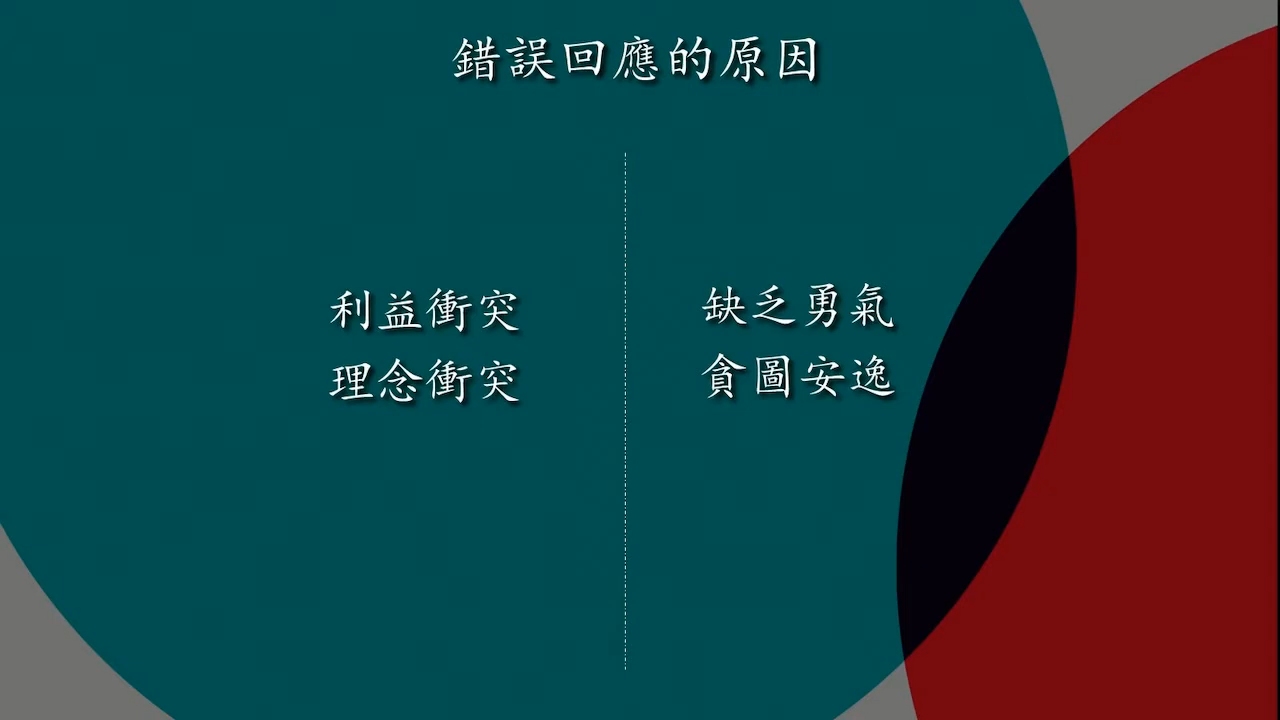 錯誤回應的原因
利益衝突
理念衝突
缺乏勇氣
貪圖安逸